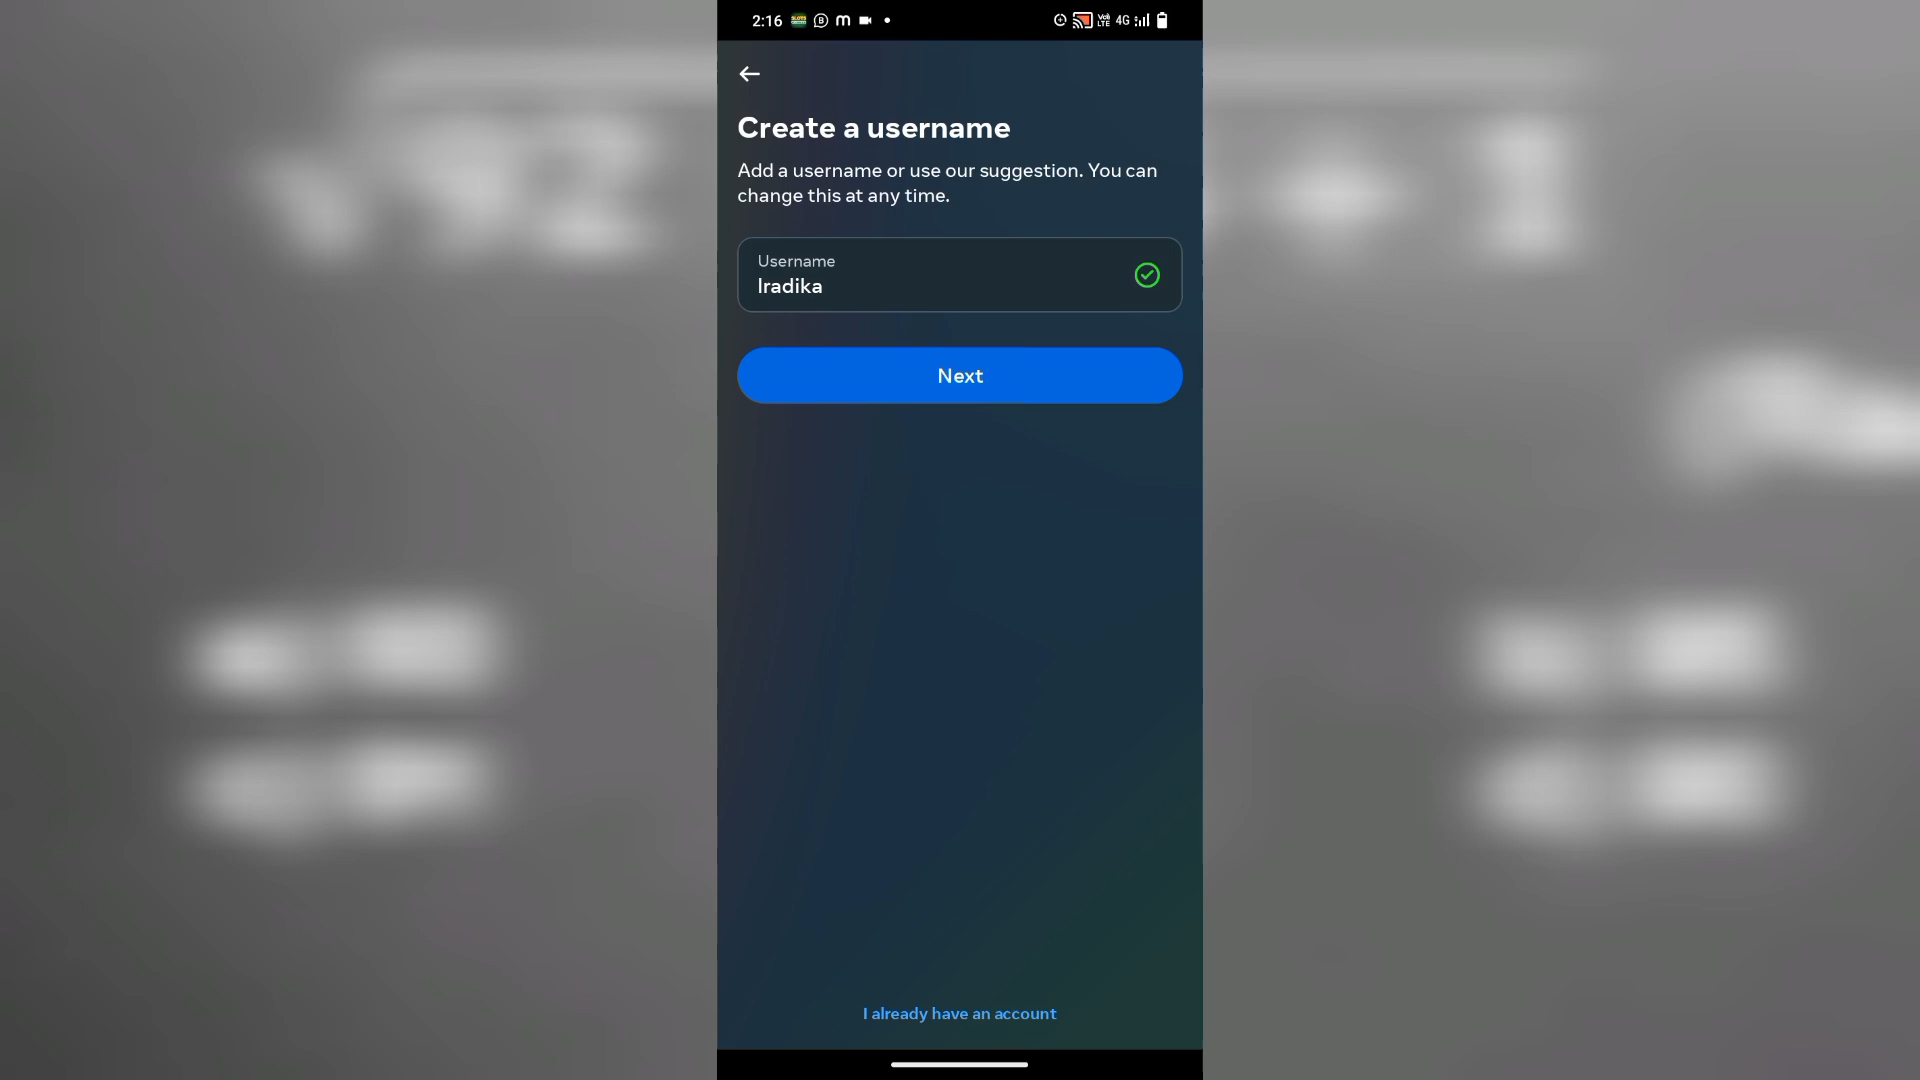 2:16 4G
Create a username
Add a username or use our suggestion. You can
change this at any time.
Username
Iradika
Next
I already have an account